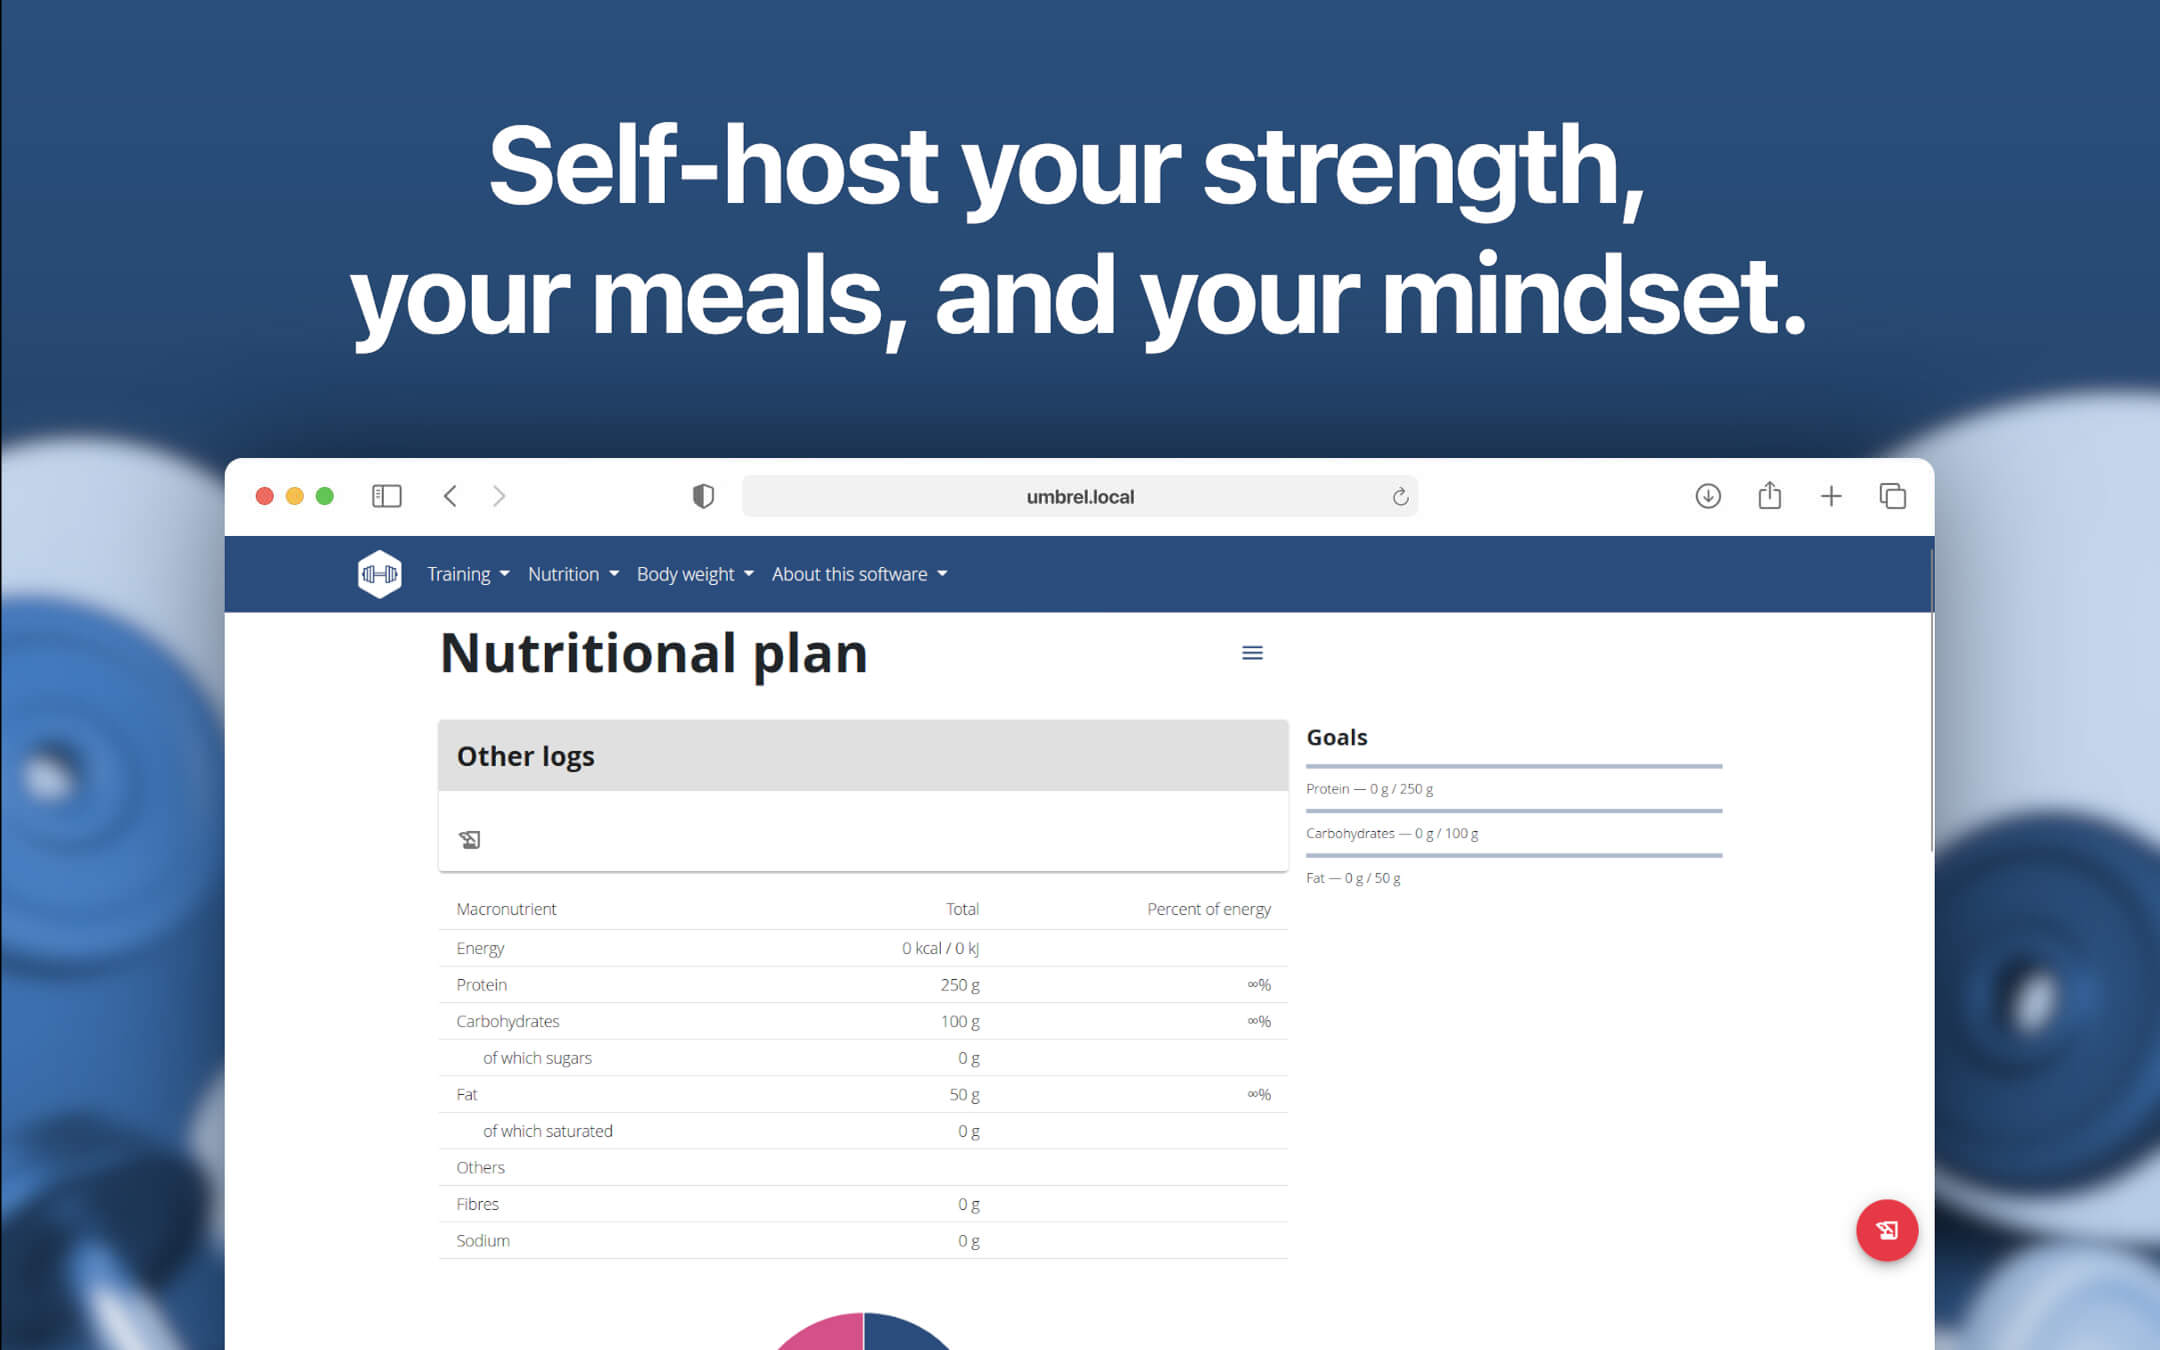 Self-host your strength,
your meals, and your mindset.
umbrel.local
Training Nutrition Body weight About this software
Nutritional plan
Other logs
Goals
Protein — 0 g / 250 g
Carbohydrates — 0 g / 100 g
Fat — 0 g / 50 g
Macronutrient Total Percent of energy
Energy 0 kcal / 0 kJ
Protein 250 g ∞%
Carbohydrates 100 g ∞%
of which sugars 0 g
Fat 50 g ∞%
of which saturated 0 g
Others
Fibres 0 g
Sodium 0 g